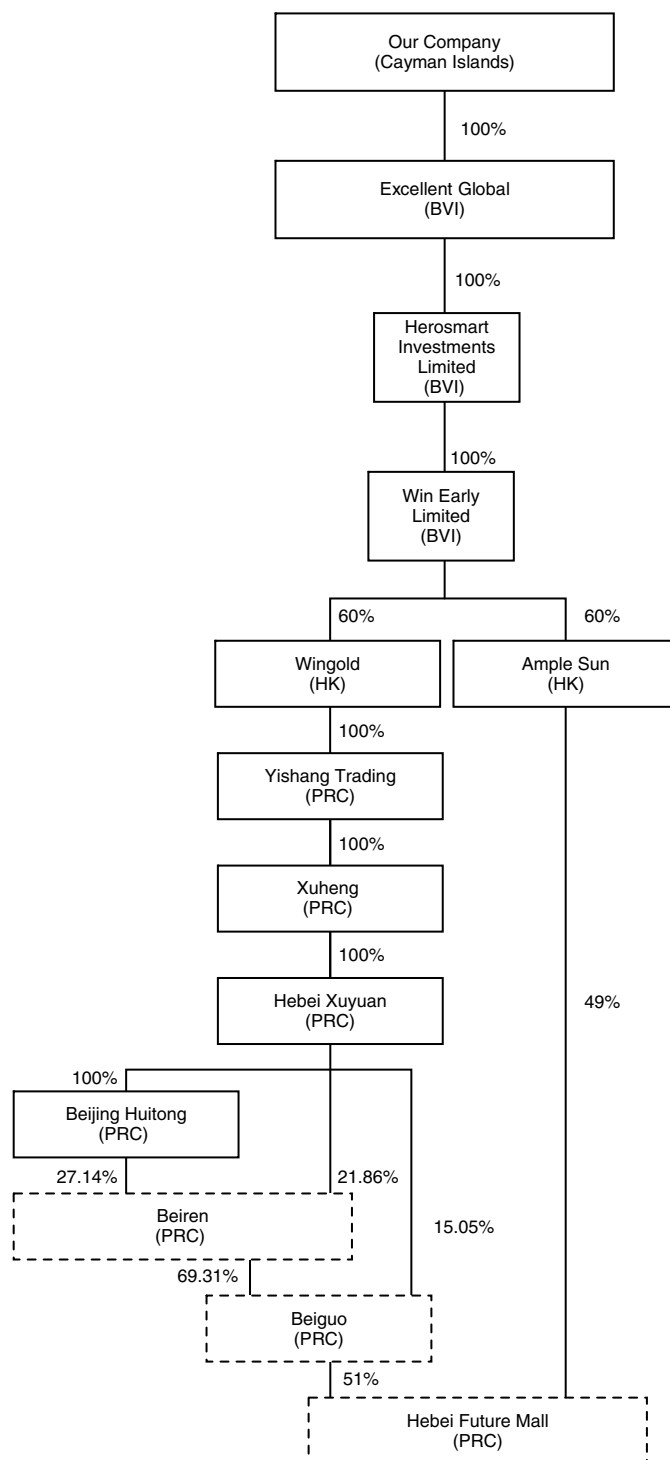 Our Company
(Cayman Islands)
100%
Excellent Global
(BVI)
100%
Herosmart
Investments
Limited
(BVI)
100%
Win Early
Limited
(BVI)
60%
60%
Wingold
(HK)
Ample Sun
(HK)
100%
Yishang Trading
(PRC)
100%
Xuheng
(PRC)
100%
Hebei Xuyuan
(PRC)
49%
100%
Beijing Huitong
(PRC)
27.14%
21.86%
Beiren
(PRC)
15.05%
69.31%
Beiguo
(PRC)
51%
Hebei Future Mall
(PRC)